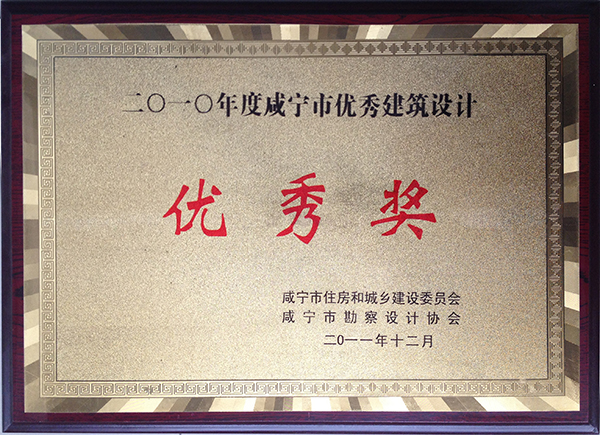 二〇一〇年度咸宁市优秀建筑设计
优秀奖
咸宁市住房和城乡建设委员会
咸宁市勘察设计协会
二0一一年十二月